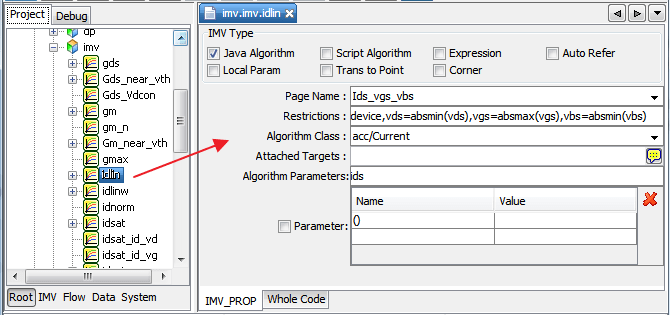 Project
Debug
dp
imv
gds
Gds_near_vth
Gds_Vdcon
gm
gm_n
Gm_near_vth
gmax
idlin
idlinw
idnorm
idsat
idsat_id_vd
idsat_id_vg
Root IMV Flow Data System
imv.imv.idlin
IMV Type
Java Algorithm Script Algorithm Expression Auto Refer
Local Param Trans to Point Corner
Page Name : Ids_vgs_vbs
Restrictions : device,vds=absmin(vds),vgs=absmax(vgs),vbs=absmin(vbs)
Algorithm Class : acc/Current
Attached Targets :
Algorithm Parameters: ids
Name Value
Parameter: ()
IMV_PROP Whole Code